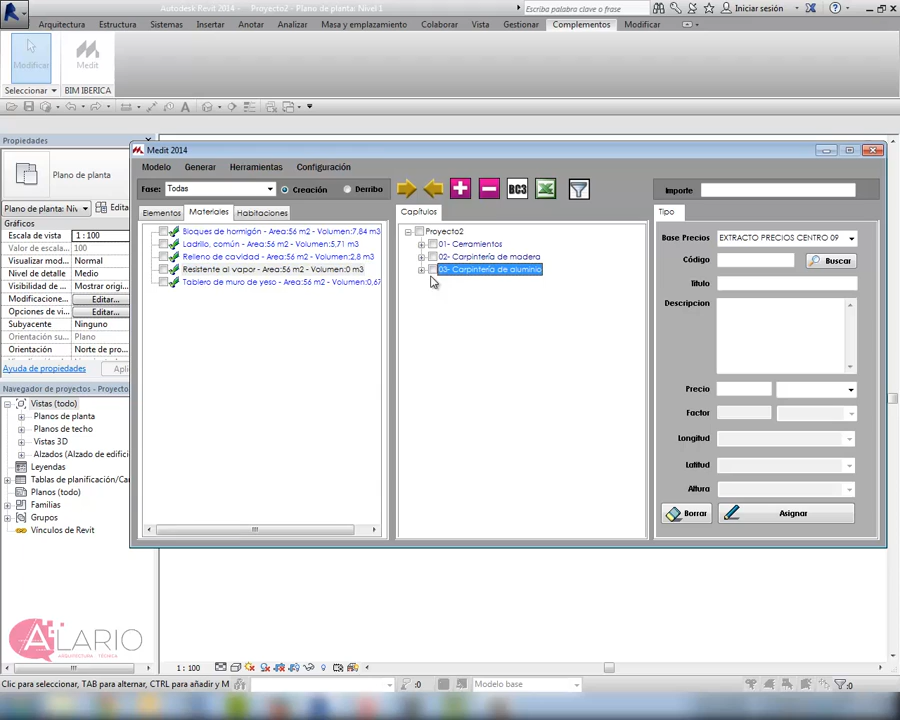 Autodesk Revit 2014 - Proyecto2 - Plano de planta: Nivel 1
Escriba palabra clave o frase
Iniciar sesión
Arquitectura Estructura Sistemas Insertar Anotar Analizar Masa y emplazamiento Colaborar Vista Gestionar Complementos Modificar
Modificar Medit
Seleccionar BIM IBERICA
Propiedades
Plano de planta
Plano de planta: Niv Edita
Gráficos
Escala de vista 1 : 100
Valor de escala... 100
Visualizar model... Normal
Nivel de detalle Medio
Visibilidad de Mostrar origi...
Modificacione... Editar...
Opciones de vi... Editar...
Subyacente Ninguno
Orientación su... Plano
Orientación Norte de pro...
Ayuda de propiedades Apli
Navegador de proyectos - Proyecto
Vistas (todo)
Planos de planta
Planos de techo
Vistas 3D
Alzados (Alzado de edifici
Leyendas
Tablas de planificación/Ca
Planos (todo)
Familias
Grupos
Vínculos de Revit
Medit 2014
Modelo Generar Herramientas Configuración
Fase: Todas Creación Derribo
BC3
Importe
Elementos Materiales Habitaciones
Bloques de hormigón - Area:56 m2 - Volumen:7,84 m3
Ladrillo, común - Area:56 m2 - Volumen:5,71 m3
Relleno de cavidad - Area:56 m2 - Volumen:2,8 m3
Resistente al vapor - Area:56 m2 - Volumen:0 m3
Tablero de muro de yeso - Area:56 m2 - Volumen:0,67
Capítulos
Proyecto2
01- Cerramientos
02- Carpintería de madera
03- Carpintería de aluminio
Tipo
Base Precios EXTRACTO PRECIOS CENTRO 09
Código Buscar
Título
Descripcion
Precio
Factor
Longitud
Latitud
Altura
Borrar Asignar
ALARIO
ARQUITECTURA TÉCNICA
1 : 100
Clic para seleccionar, TAB para alternar, CTRL para añadir y M
:0 Modelo base :0